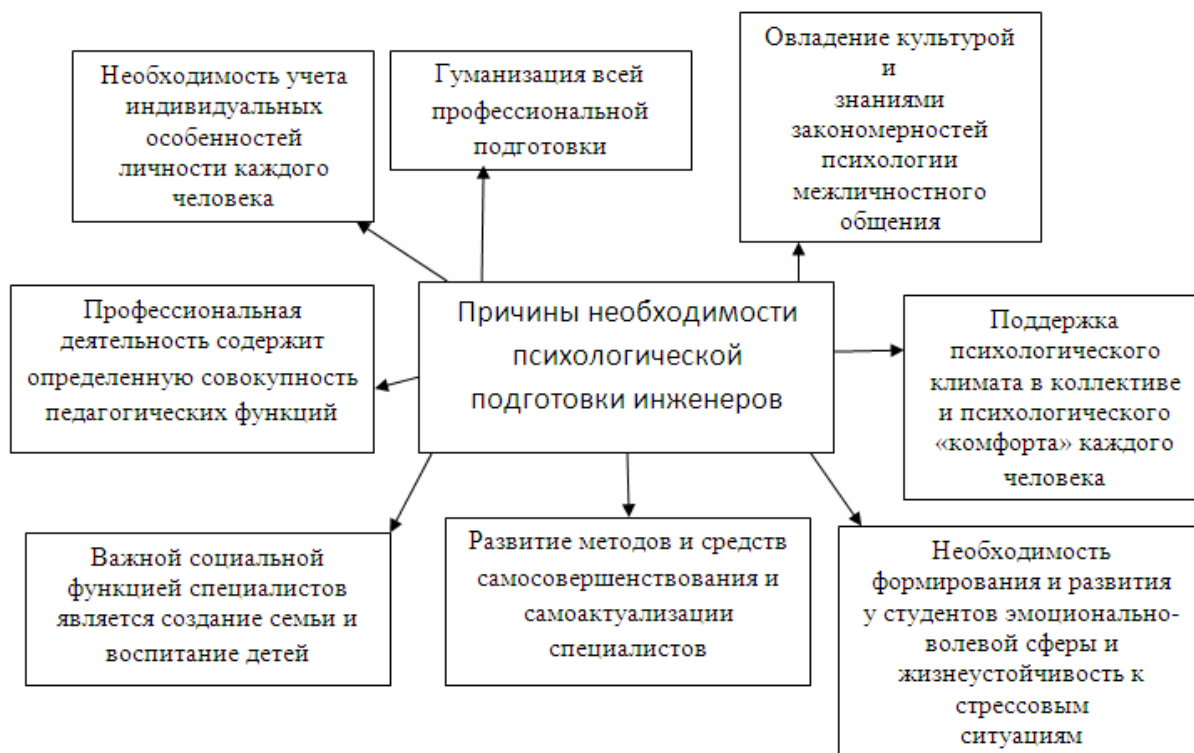 Необходимость учета
индивидуальных
особенностей
личности каждого
человека
Гуманизация всей
профессиональной
подготовки
Овладение культурой
и
знаниями
закономерностей
психологии
межличностного
общения
Профессиональная
деятельность содержит
определенную совокупность
педагогических функций
Причины необходимости
психологической
подготовки инженеров
Поддержка
психологического
климата в коллективе
и психологического
«комфорта» каждого
человека
Важной социальной
функцией специалистов
является создание семьи и
воспитание детей
Развитие методов и средств
самосовершенствования и
самоактуализации
специалистов
Необходимость
формирования и развития
у студентов эмоционально-
волевой сферы и
жизнеустойчивость к
стрессовым
ситуациям